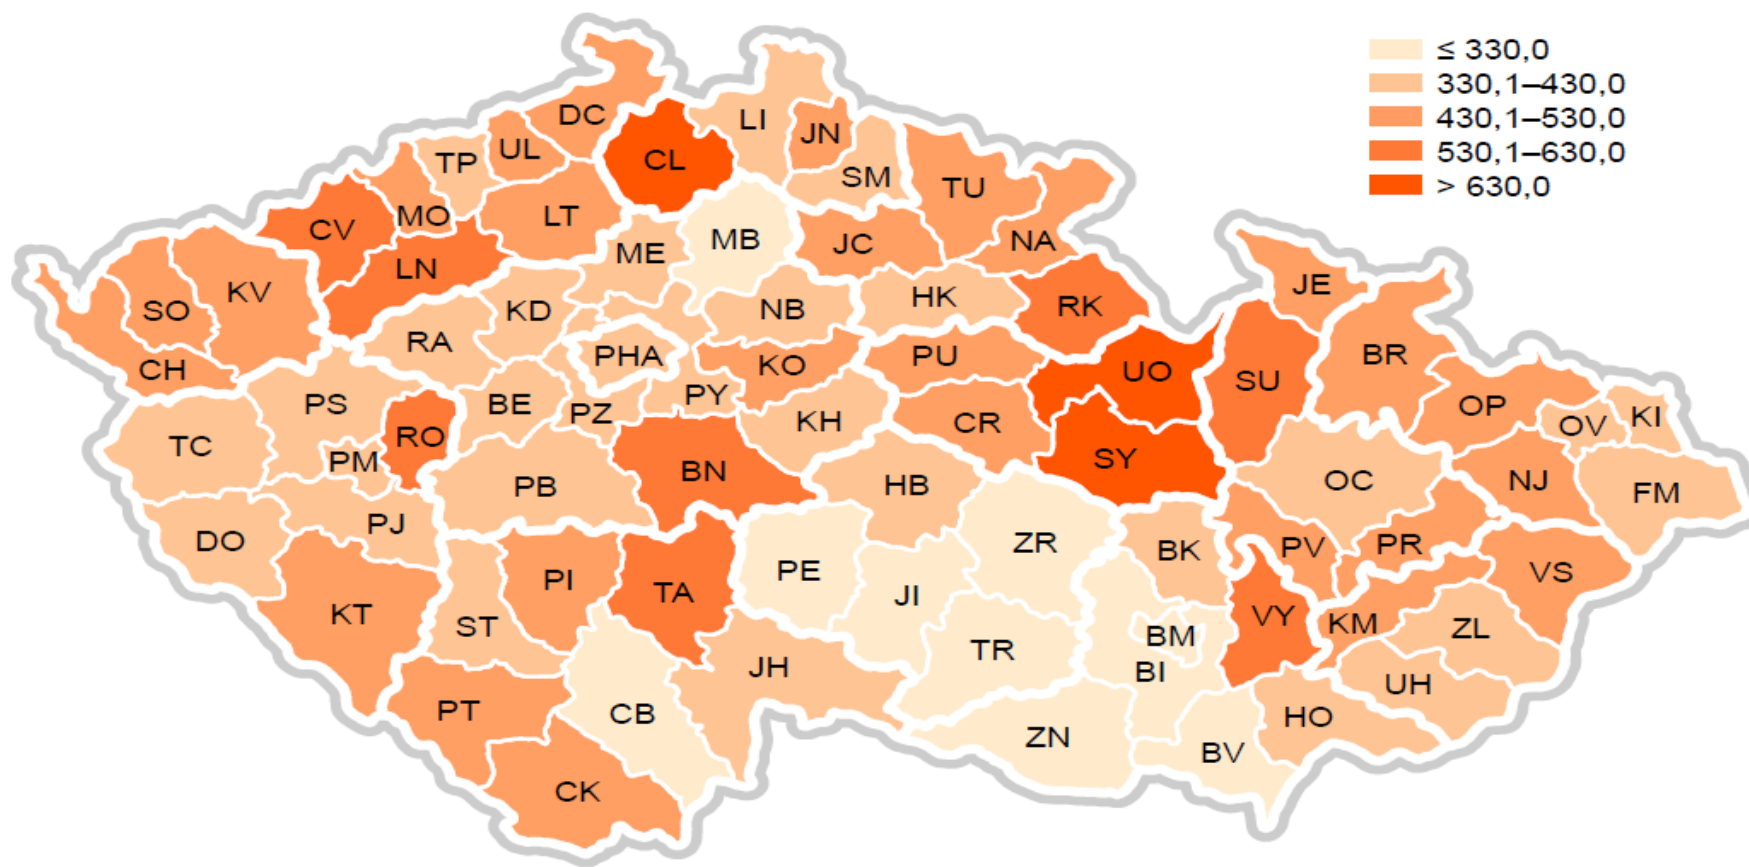 ≤ 330,0
330,1–430,0
430,1–530,0
530,1–630,0
> 630,0
DC
LI
JN
UL
TP
CL
SM
TU
MO
LT
CV
MB
JC
NA
ME
LN
KV
SO
KD
NB
HK
RK
JE
RA
PHA
KO
PU
BR
CH
UO
SU
PS
BE
PZ
PY
KH
CR
OP
OV
KI
TC
RO
PM
BN
SY
PB
HB
OC
NJ
FM
DO
PJ
ZR
BK
PV
PR
KT
PI
TA
PE
JI
VS
ST
BM
VY
KM
ZL
TR
BI
JH
UH
PT
CB
HO
ZN
BV
CK